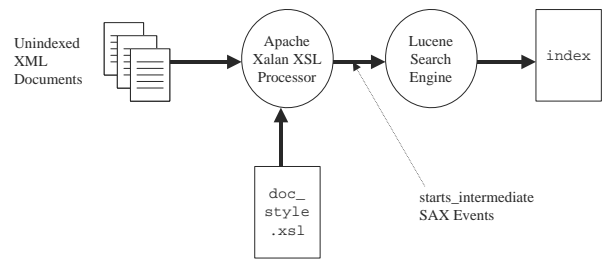 Unindexed
XML
Documents
Apache
Xalan XSL
Processor
Lucene
Search
Engine
index
doc_
style
.xsl
starts_intermediate
SAX Events